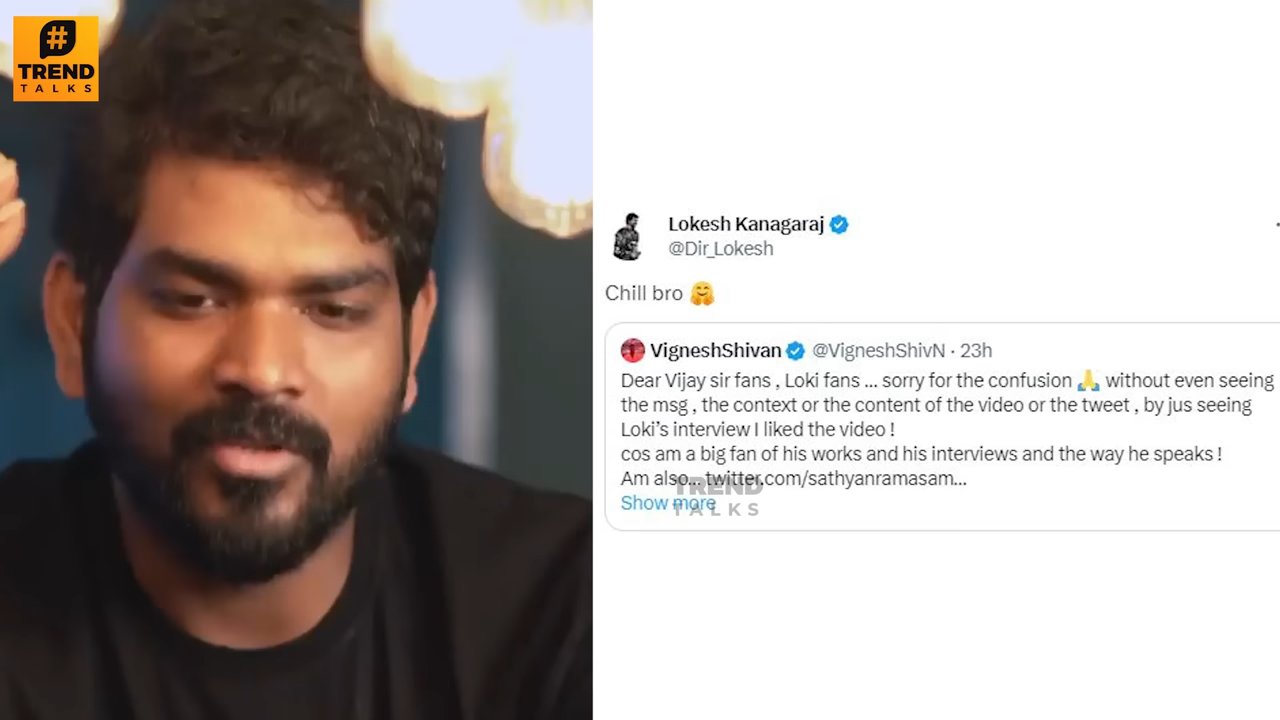 #
TREND
TALKS
Lokesh Kanagaraj
@Dir_Lokesh
Chill bro 🤗
VigneshShivan @VigneshShivN · 23h
Dear Vijay sir fans , Loki fans ... sorry for the confusion 🙏 without even seeing
the msg , the context or the content of the video or the tweet , by jus seeing
Loki's interview I liked the video !
cos am a big fan of his works and his interviews and the way he speaks !
Am also... twitter.com/sathyanramasam...
Show more
TREND
TALKS